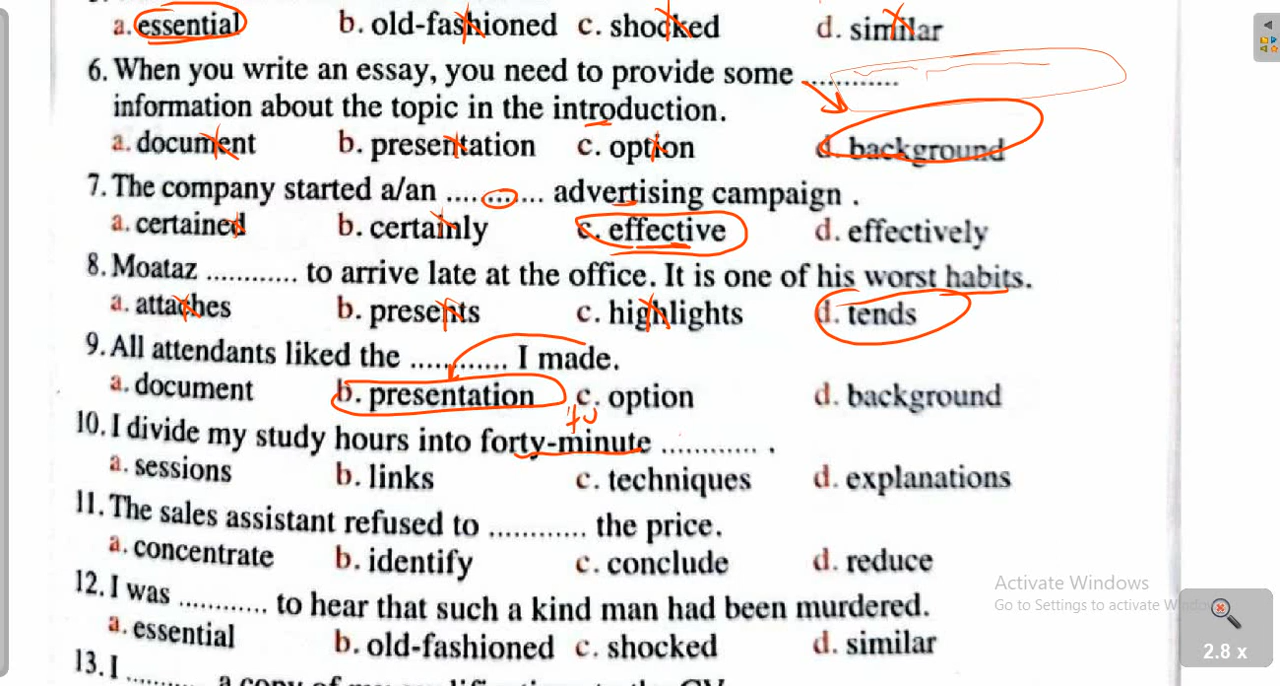 a. essential b. old-fashioned c. shocked d. similar
6. When you write an essay, you need to provide some ............
information about the topic in the introduction.
a. document b. presentation c. option d. background
7. The company started a/an ............ advertising campaign .
a. certained b. certainly c. effective d. effectively
8. Moataz ............ to arrive late at the office. It is one of his worst habits.
a. attaches b. presents c. highlights d. tends
9. All attendants liked the ............ I made.
a. document b. presentation c. option d. background
10. I divide my study hours into forty-minute ............ .
a. sessions b. links c. techniques d. explanations
11. The sales assistant refused to ............ the price.
a. concentrate b. identify c. conclude d. reduce
12. I was ............ to hear that such a kind man had been murdered.
a. essential b. old-fashioned c. shocked d. similar
13. I ............ a copy of my
Activate Windows
Go to Settings to activate
2.8 x